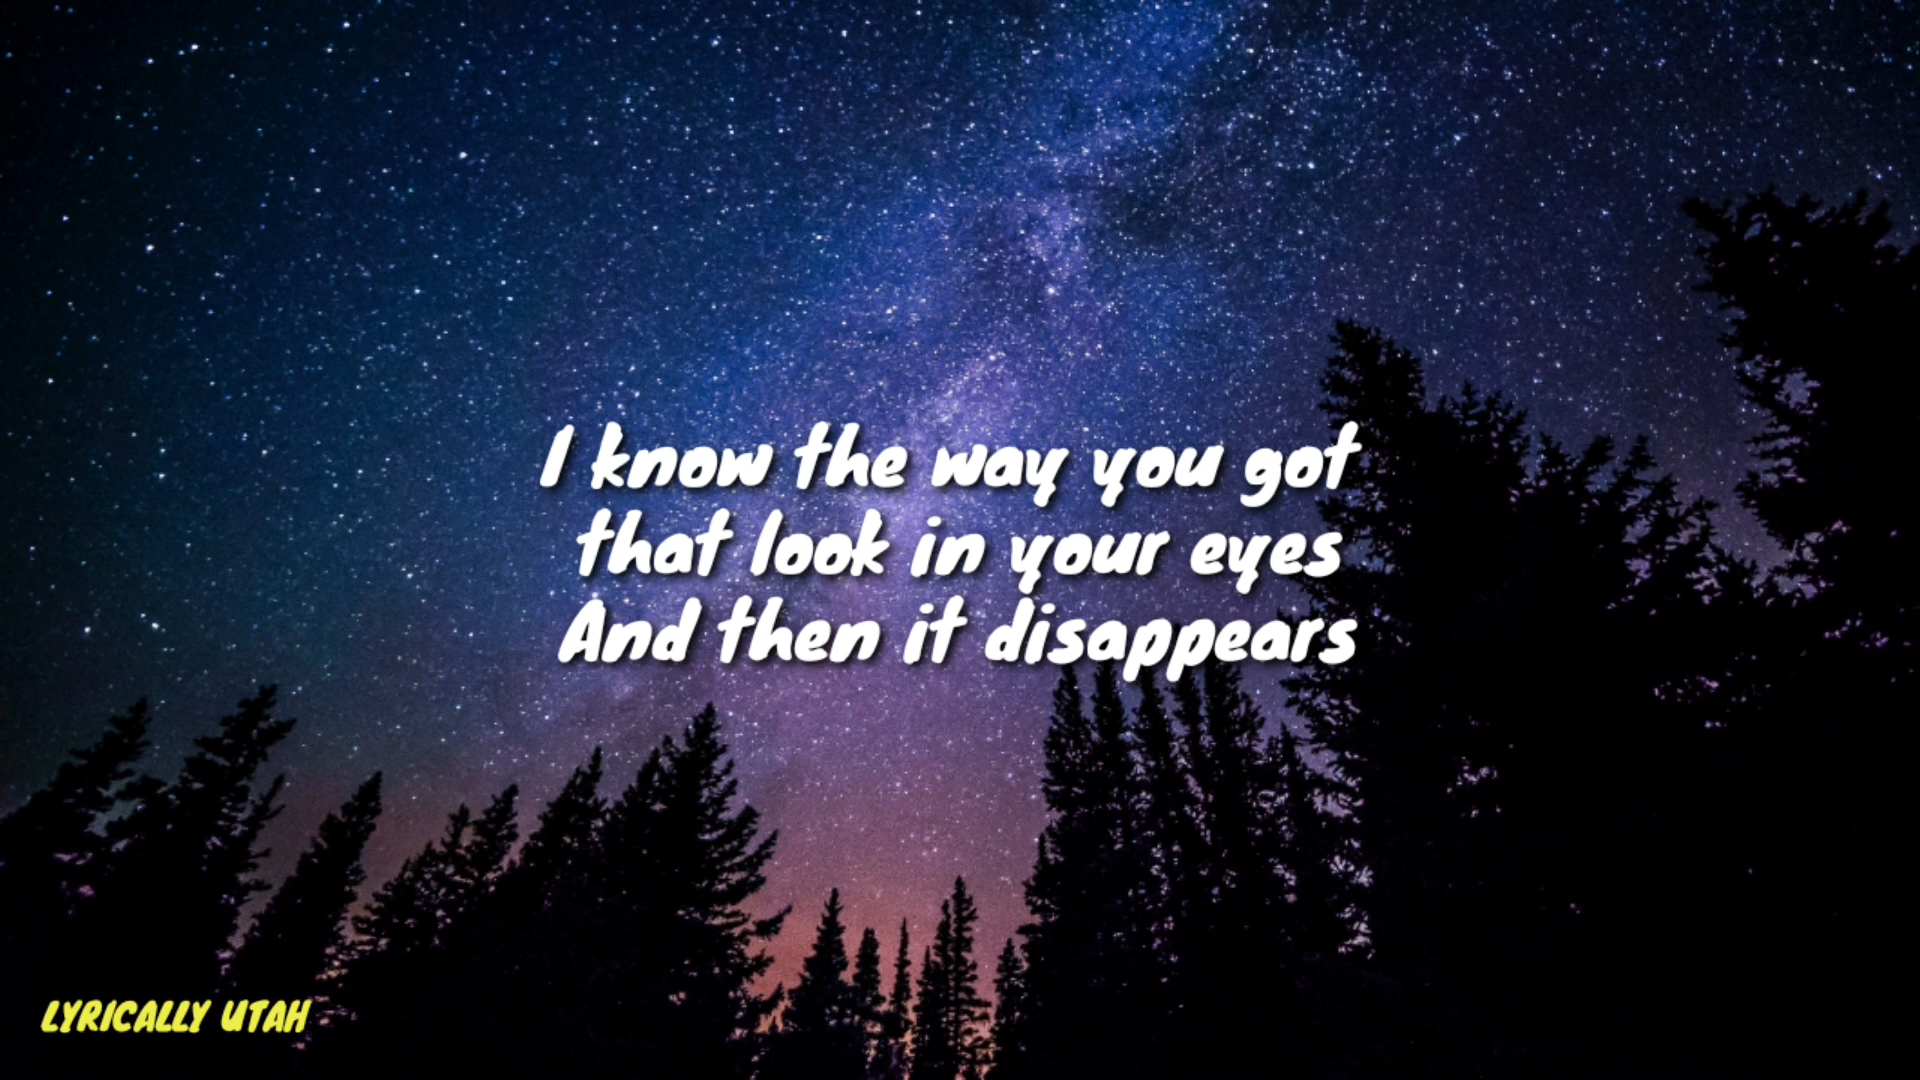 I know the way you got
that look in your eyes
And then it disappears
LYRICALLY UTAH